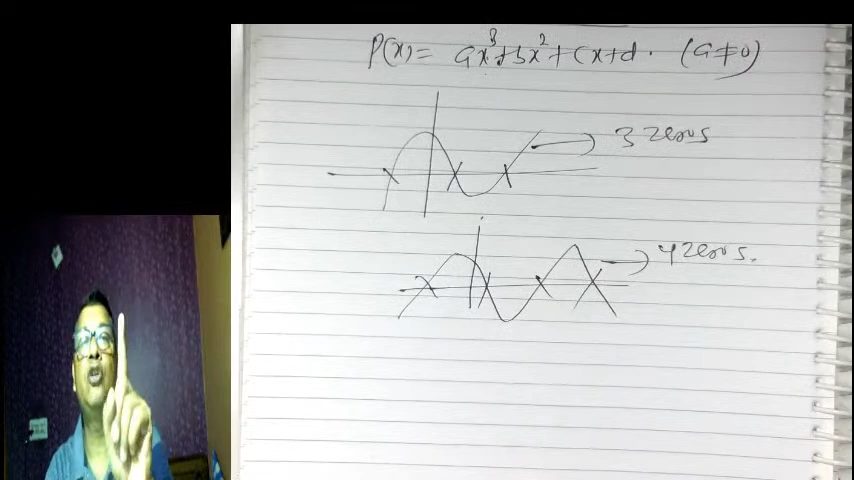 P(x) = ax³+bx²+cx+d. (a≠0)
3 zeros
4 zeros.